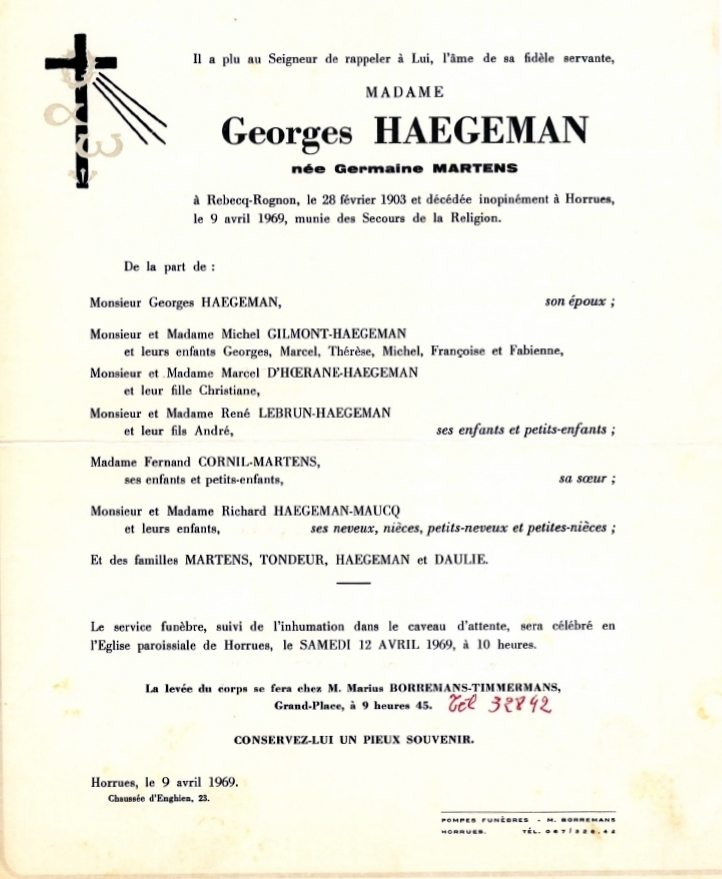 Il a plu au Seigneur de rappeler à Lui, l'âme de sa fidèle servante,
MADAME
Georges HAEGEMAN
née Germaine MARTENS
à Rebecq-Rognon, le 28 février 1903 et décédée inopinément à Horrues,
le 9 avril 1969, munie des Secours de la Religion.
De la part de :
Monsieur Georges HAEGEMAN, son époux ;
Monsieur et Madame Michel GILMONT-HAEGEMAN
et leurs enfants Georges, Marcel, Thérèse, Michel, Françoise et Fabienne,
Monsieur et Madame Marcel D'HŒRANE-HAEGEMAN
et leur fille Christiane,
Monsieur et Madame René LEBRUN-HAEGEMAN
et leur fils André, ses enfants et petits-enfants ;
Madame Fernand CORNIL-MARTENS,
ses enfants et petits-enfants, sa sœur ;
Monsieur et Madame Richard HAEGEMAN-MAUCQ
et leurs enfants, ses neveux, nièces, petits-neveux et petites-nièces ;
Et des familles MARTENS, TONDEUR, HAEGEMAN et DAULIE.
Le service funèbre, suivi de l'inhumation dans le caveau d'attente, sera célébré en
l'Eglise paroissiale de Horrues, le SAMEDI 12 AVRIL 1969, à 10 heures.
La levée du corps se fera chez M. Marius BORREMANS-TIMMERMANS,
Grand-Place, à 9 heures 45. Tel 32842
CONSERVEZ-LUI UN PIEUX SOUVENIR.
Horrues, le 9 avril 1969.
Chaussée d'Enghien, 23.
POMPES FUNÈBRES - M. BORREMANS
HORRUES. TÉL. 067/328.42